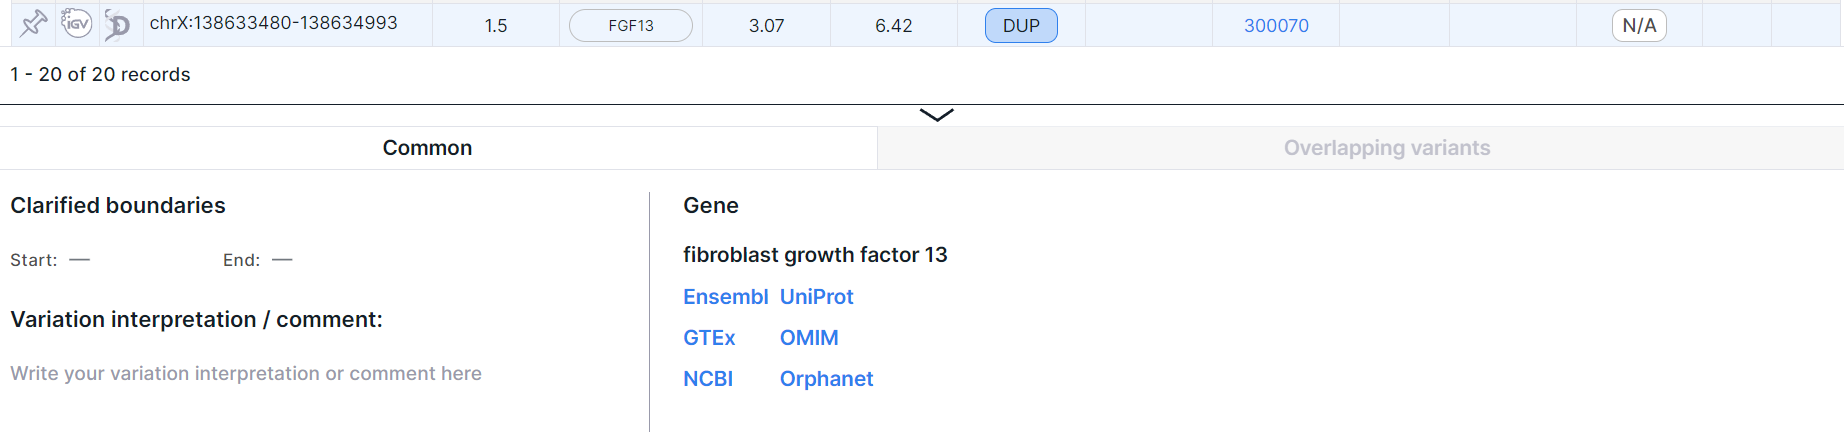 IGV D chrX:138633480-138634993 1.5 FGF13 3.07 6.42 DUP 300070 N/A
1 - 20 of 20 records
Common Overlapping variants
Clarified boundaries Gene
fibroblast growth factor 13
Start: — End: —
Ensembl UniProt
Variation interpretation / comment:
GTEx OMIM
Write your variation interpretation or comment here
NCBI Orphanet